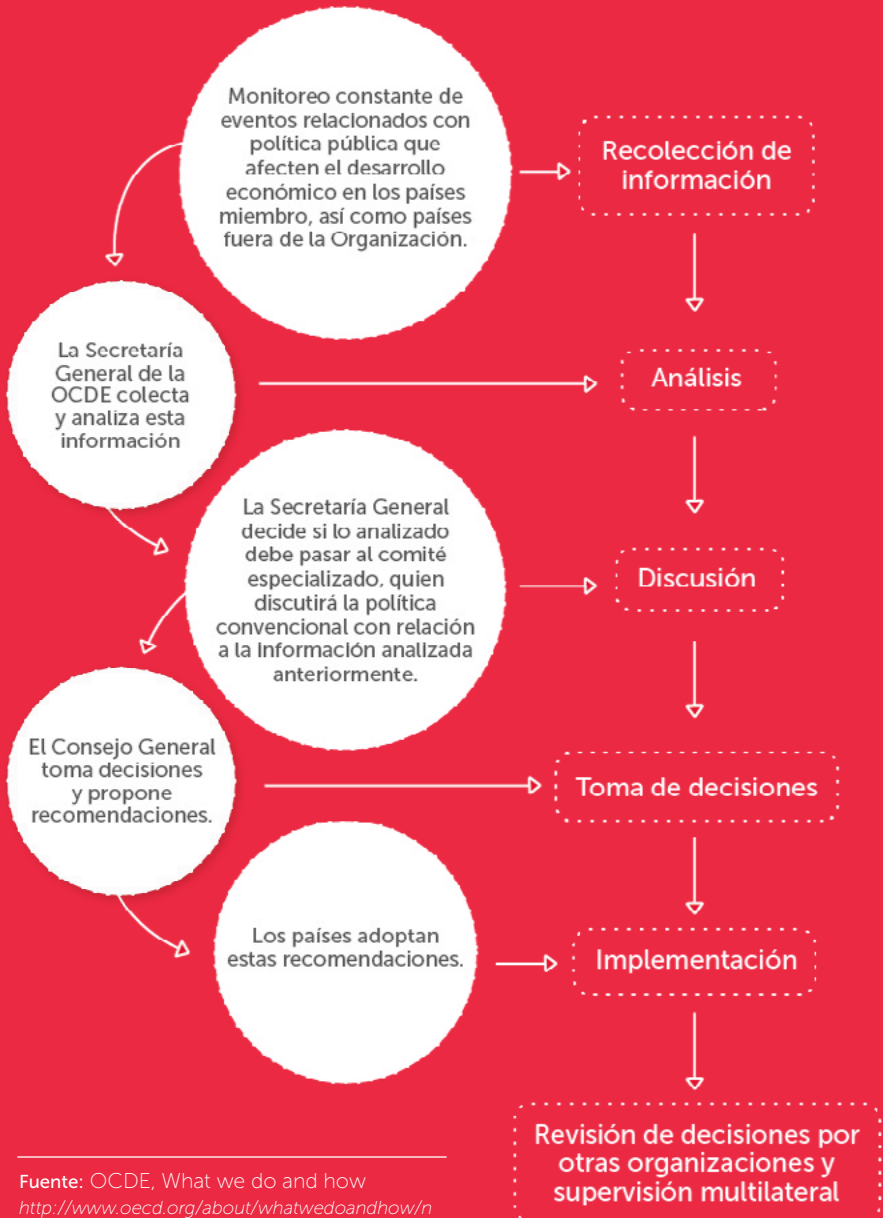 Monitoreo constante de
eventos relacionados con
política pública que
afecten el desarrollo
económico en los países
miembro, así como países
fuera de la Organización.
Recolección de
información
La Secretaría
General de la
OCDE colecta
y analiza esta
información
Análisis
La Secretaría General
decide si lo analizado
debe pasar al comité
especializado, quien
discutirá la política
convencional con relación
a la información analizada
anteriormente.
Discusión
El Consejo General
toma decisiones
y propone
recomendaciones.
Toma de decisiones
Los países adoptan
estas recomendaciones.
Implementación
Revisión de decisiones por
otras organizaciones y
supervisión multilateral
Fuente: OCDE, What we do and how
http://www.oecd.org/about/whatwedoandhow/n